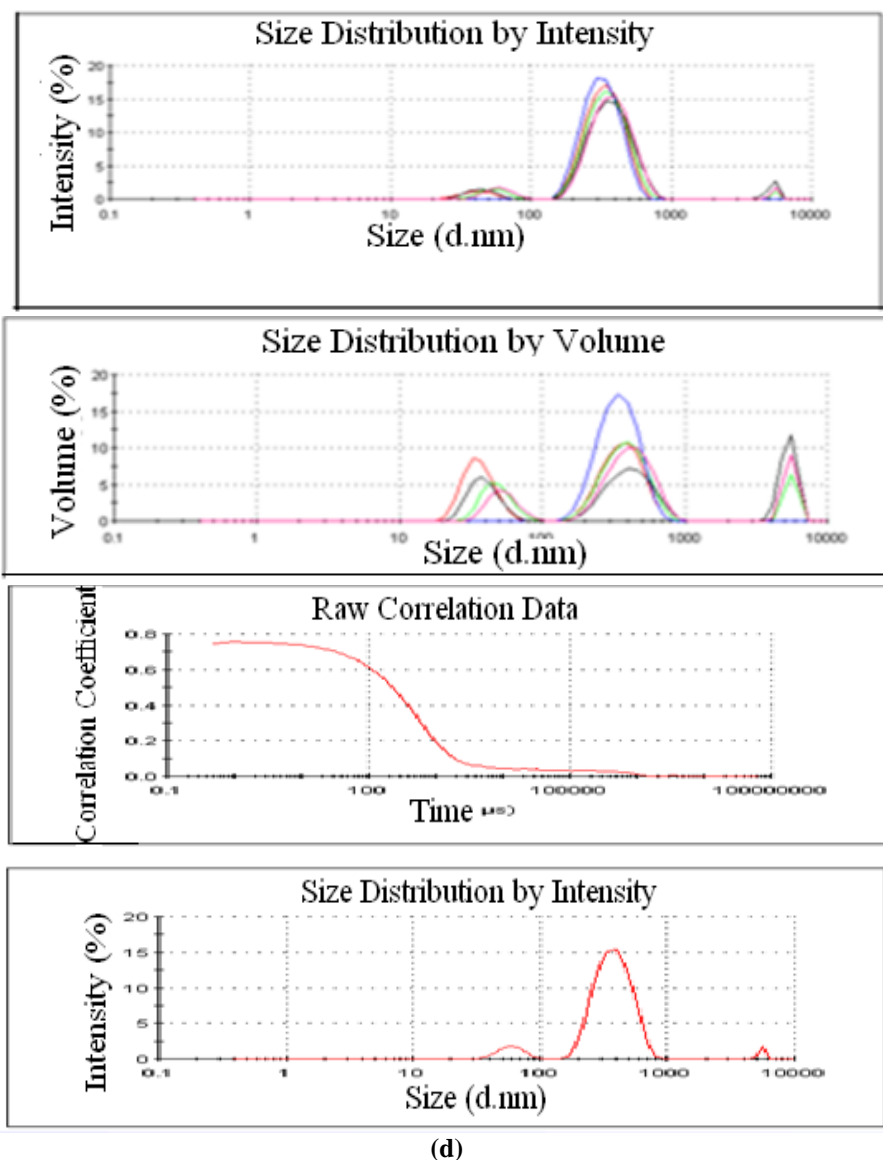 Size Distribution by Intensity
Intensity (%)
20
15
10
5
0
0.1 1 10 100 1000 10000
Size (d.nm)
Size Distribution by Volume
Volume (%)
20
15
10
5
0
0.1 1 10 100 1000 10000
Size (d.nm)
Raw Correlation Data
Correlation Coefficient
0.8
0.6
0.4
0.2
0.0
0.1 100 100000 100000000
Time µs)
Size Distribution by Intensity
Intensity (%)
20
15
10
5
0
0.1 1 10 100 1000 10000
Size (d.nm)
(d)